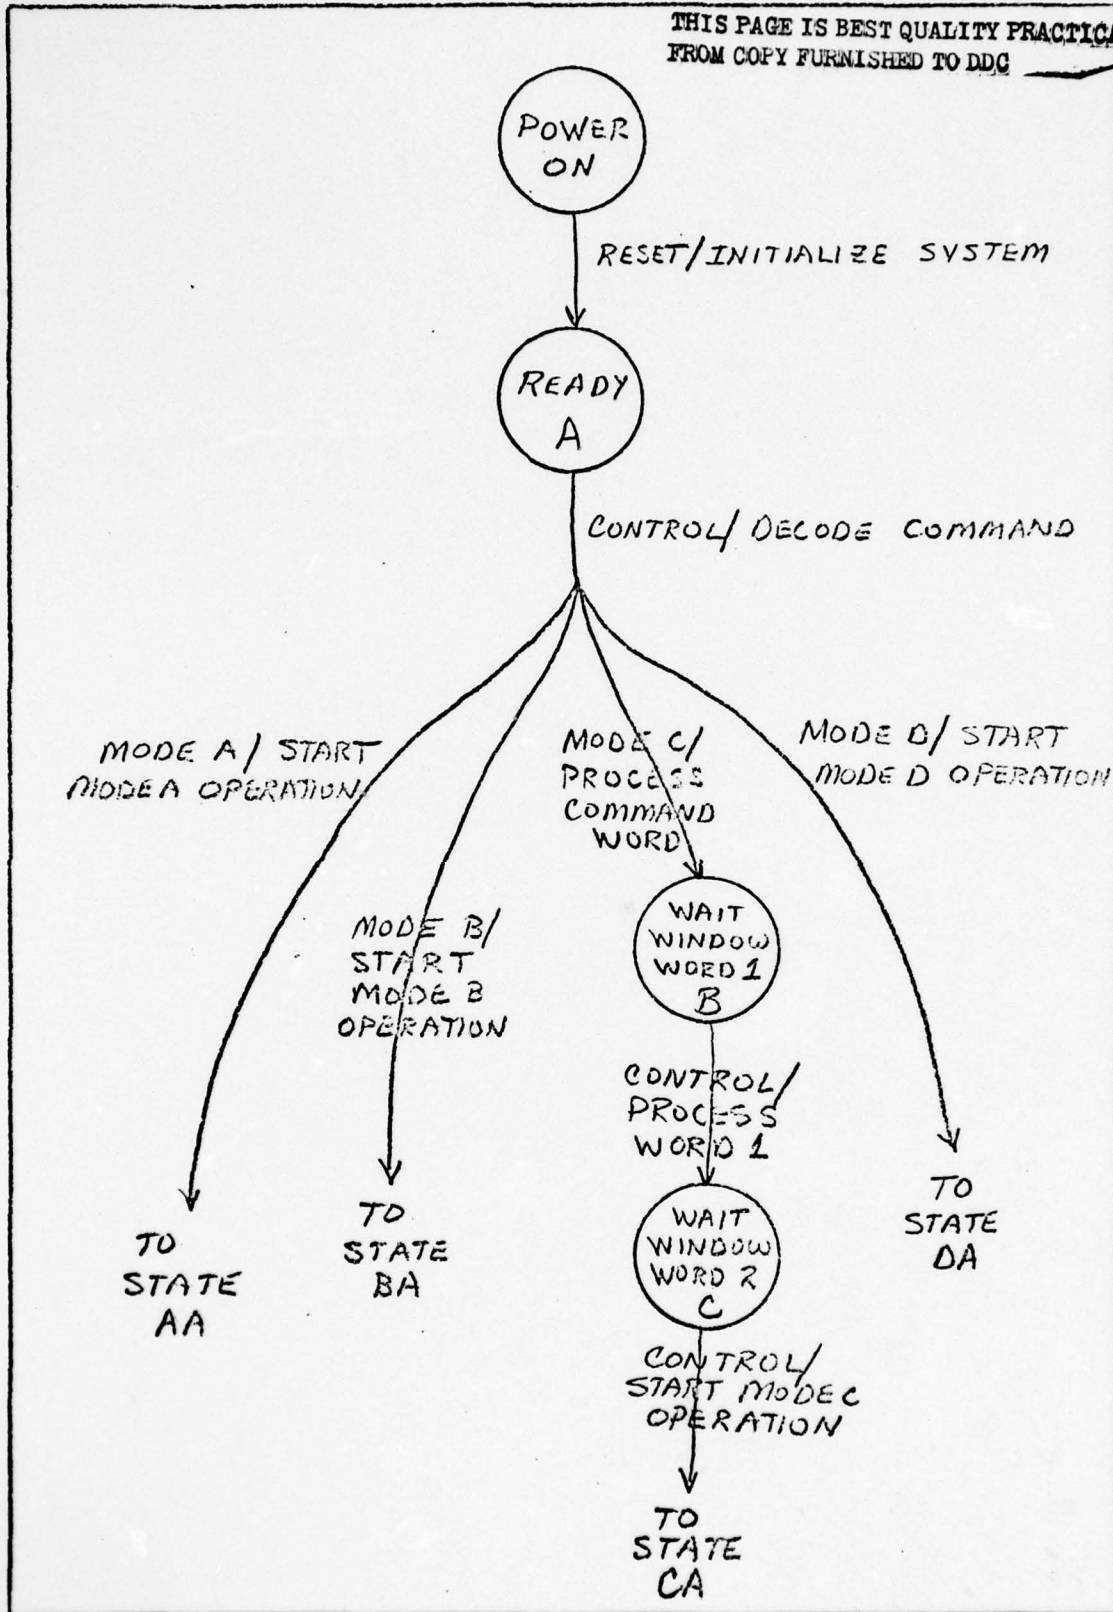 THIS PAGE IS BEST QUALITY
FROM COPY FURNISHED TO DDC
POWER
ON
RESET/INITIALIZE SYSTEM
READY
A
CONTROL/DECODE COMMAND
MODE A/START
MODE A OPERATION
MODE B/
START
MODE B
OPERATION
MODE C/
PROCESS
COMMAND
WORD
MODE D/START
MODE D OPERATION
WAIT
WINDOW
WORD 1
B
CONTROL/
PROCESS
WORD 1
WAIT
WINDOW
WORD 2
C
CONTROL/
START MODE C
OPERATION
TO
STATE
AA
TO
STATE
BA
TO
STATE
CA
TO
STATE
DA